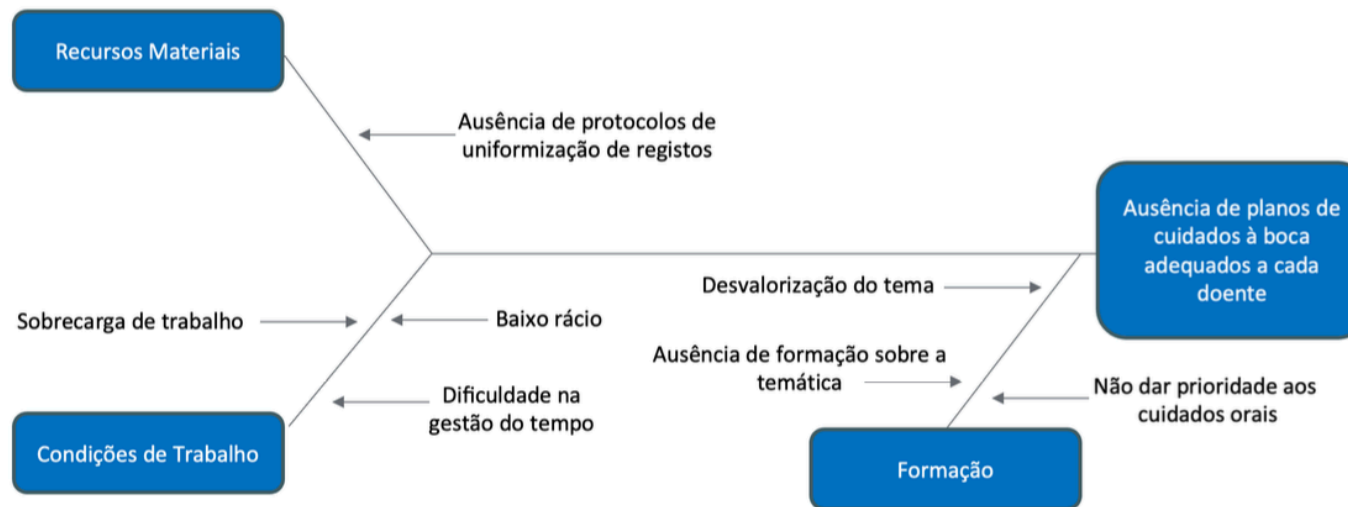 Recursos Materiais
Ausência de protocolos de
uniformização de registos
Ausência de planos de
cuidados à boca
adequados a cada
doente
Desvalorização do tema
Sobrecarga de trabalho
Baixo rácio
Ausência de formação sobre a
temática
Não dar prioridade aos
cuidados orais
Dificuldade na
gestão do tempo
Condições de Trabalho
Formação